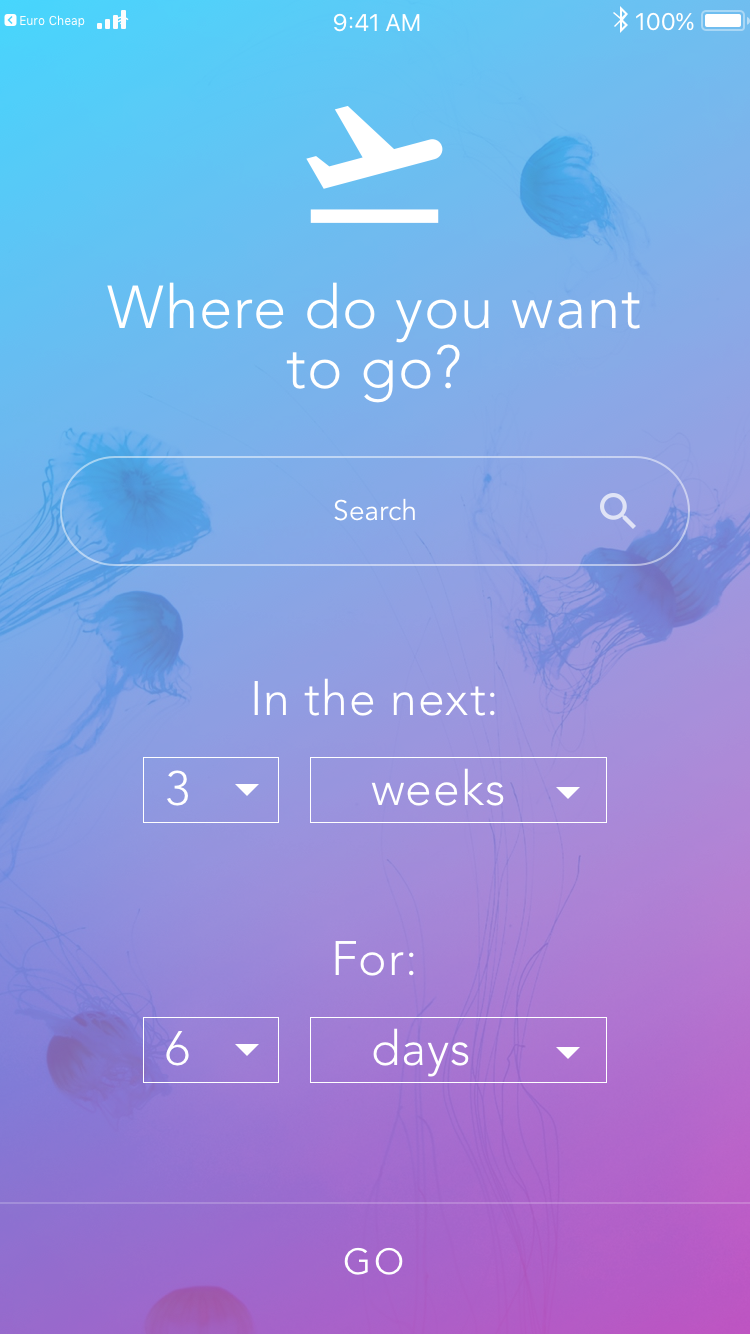 Euro Cheap
9:41 AM
100%
Where do you want
to go?
Search
In the next:
3
weeks
For:
6
days
GO